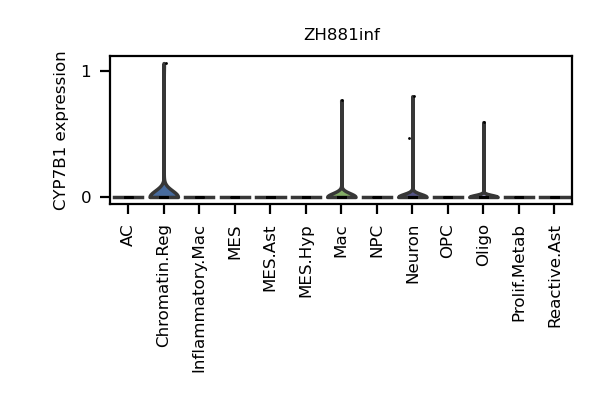 ZH881inf
CYP7B1 expression
1
0
AC
Chromatin.Reg
Inflammatory.Mac
MES
MES.Ast
MES.Hyp
Mac
NPC
Neuron
OPC
Oligo
Prolif.Metab
Reactive.Ast